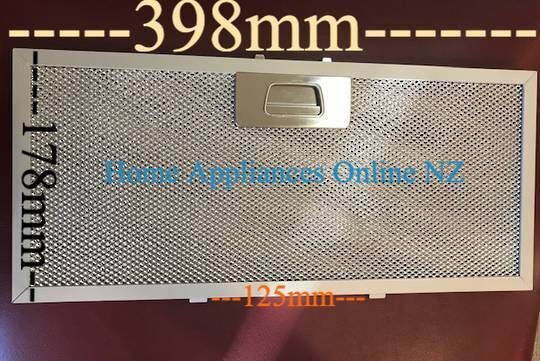 -----398mm-------
----178mm--
Home Appliances Online NZ
---125mm---